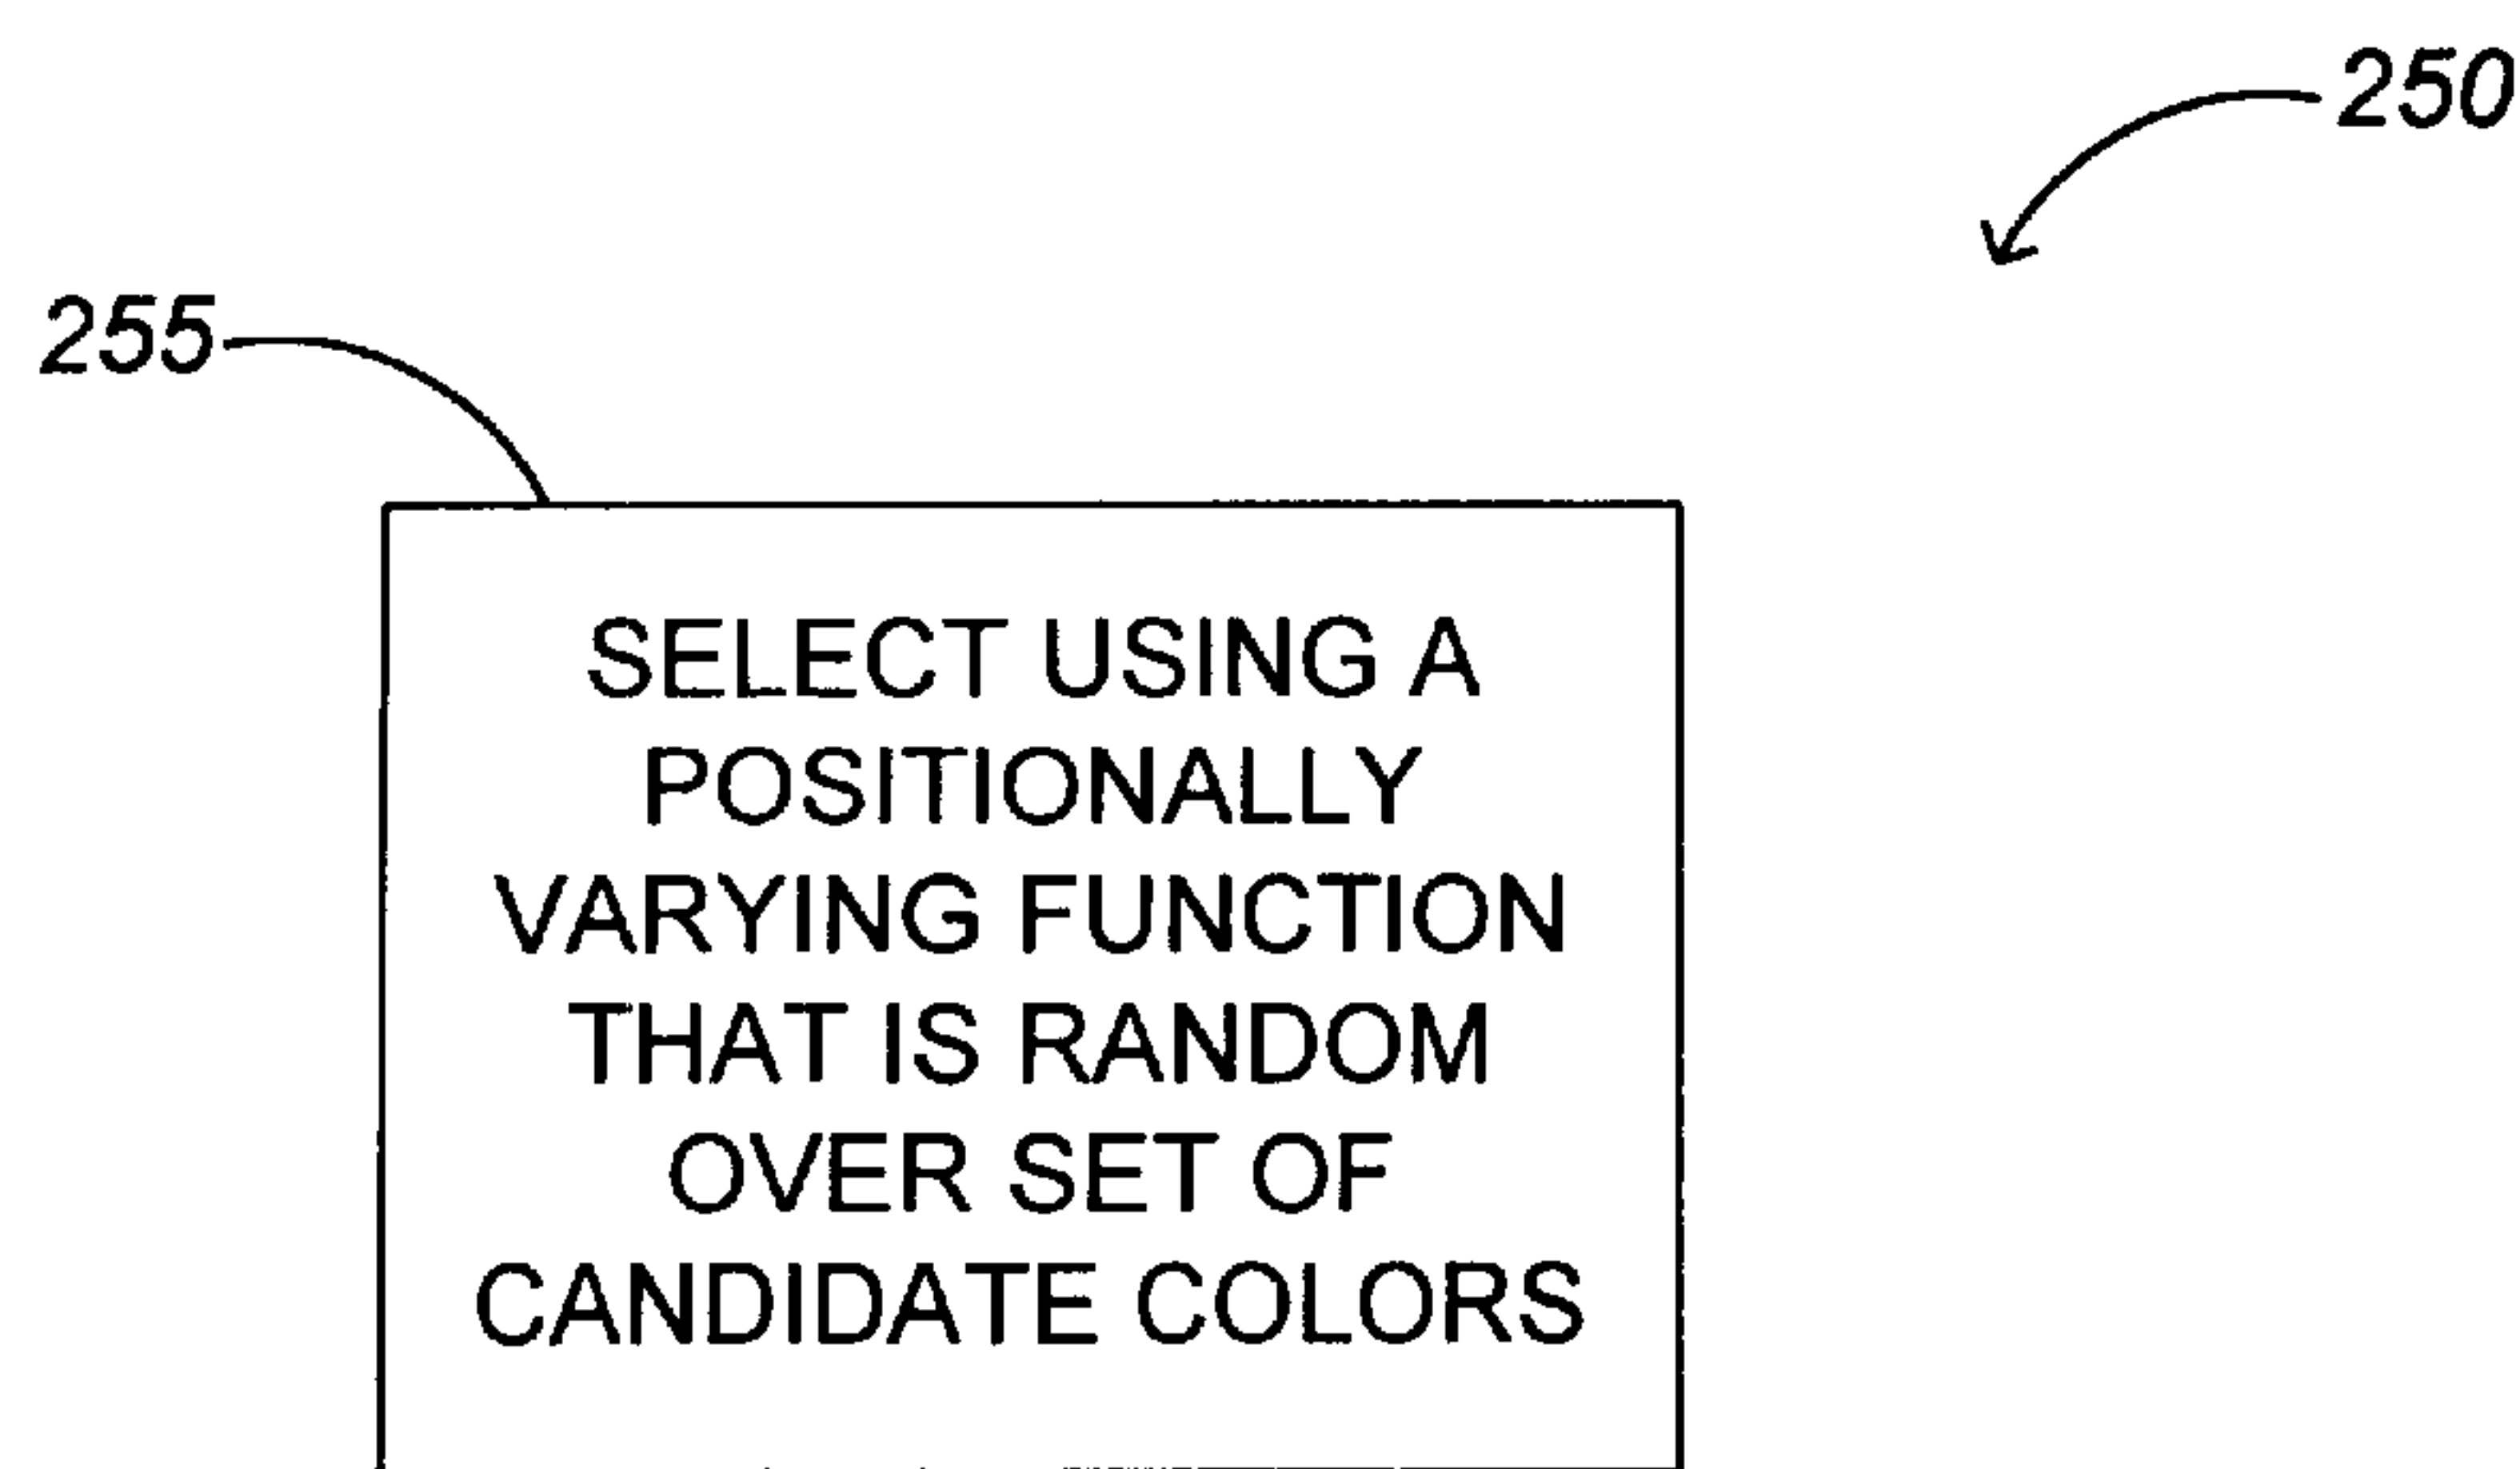 250
255
SELECT USING A
POSITIONALLY
VARYING FUNCTION
THAT IS RANDOM
OVER SET OF
CANDIDATE COLORS